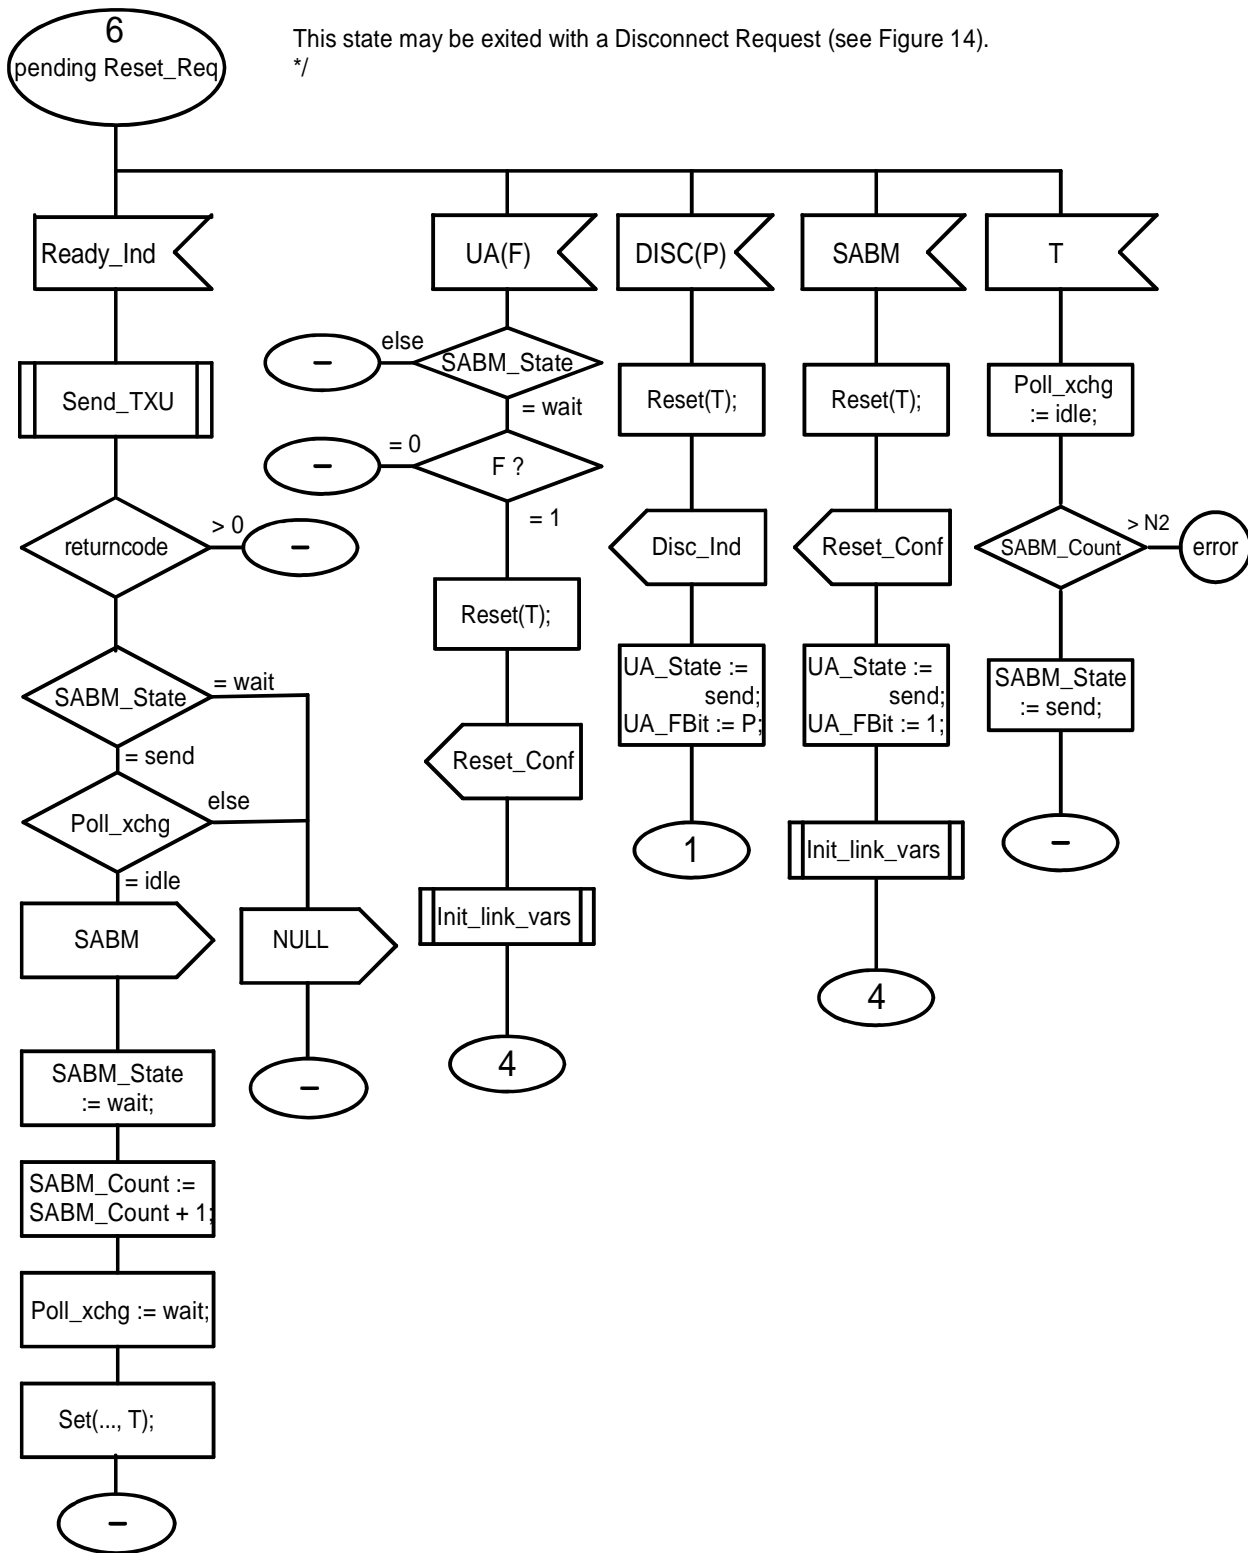 6
pending Reset_Req
This state may be exited with a Disconnect Request (see Figure 14).
*/
Ready_Ind
UA(F)
DISC(P)
SABM
T
Send_TXU
–
else
SABM_State
= wait
Reset(T);
Reset(T);
Poll_xchg
:= idle;
–
= 0
F ?
= 1
returncode
> 0
–
Disc_Ind
Reset_Conf
SABM_Count
> N2
error
Reset(T);
SABM_State
= wait
= send
UA_State :=
send;
UA_FBit := P;
UA_State :=
send;
UA_FBit := 1;
SABM_State
:= send;
Reset_Conf
Poll_xchg
else
= idle
1
Init_link_vars
–
SABM
NULL
Init_link_vars
4
SABM_State
:= wait;
–
4
SABM_Count :=
SABM_Count + 1;
Poll_xchg := wait;
Set(..., T);
–